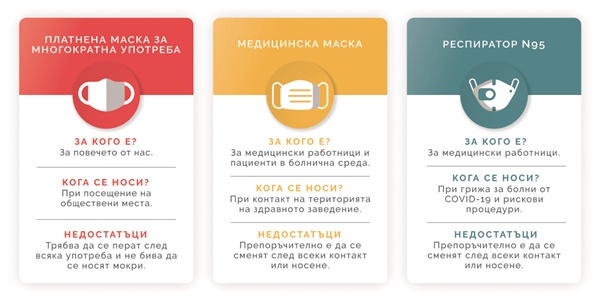 ПЛАТНЕНА МАСКА ЗА
МНОГОКРАТНА УПОТРЕБА
ЗА КОГО Е?
За повечето от нас.
КОГА СЕ НОСИ?
При посещение на
обществени места.
НЕДОСТАТЪЦИ
Трябва да се перат след
всяка употреба и не бива да
се носят мокри.
МЕДИЦИНСКА МАСКА
ЗА КОГО Е?
За медицински работници и
пациенти в болнична среда.
КОГА СЕ НОСИ?
При контакт на територията
на здравното заведение.
НЕДОСТАТЪЦИ
Препоръчително е да се
сменят след всеки контакт
или носене.
РЕСПИРАТОР N95
ЗА КОГО Е?
За медицински работници.
КОГА СЕ НОСИ?
При грижа за болни от
COVID-19 и рискови
процедури.
НЕДОСТАТЪЦИ
Препоръчително е да се
сменят след всеки контакт
или носене.